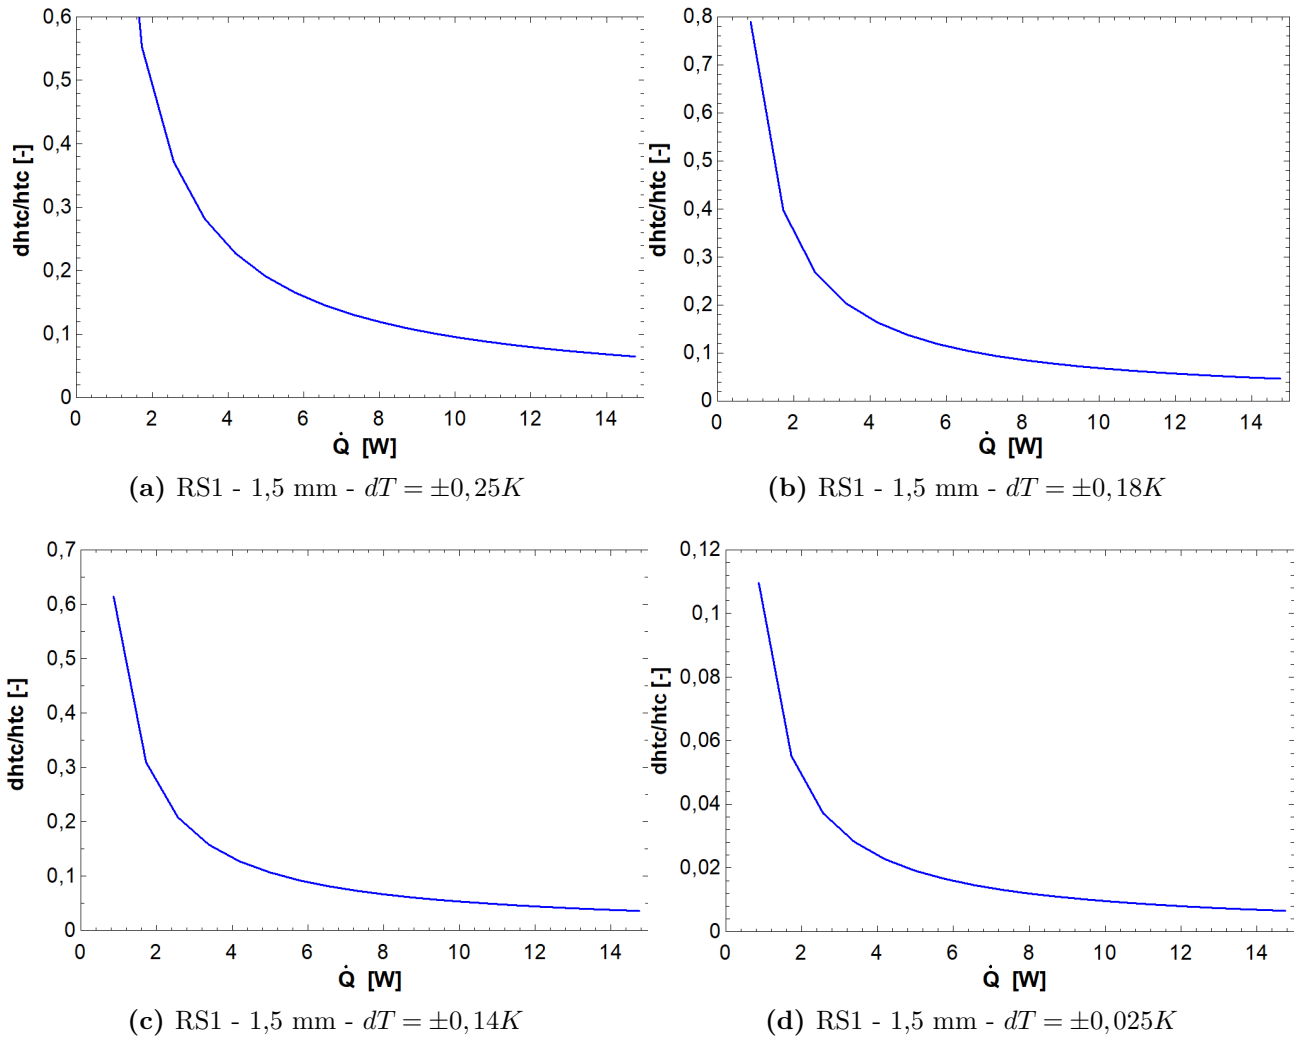 0,6
0,5
0,4
0,3
0,2
0,1
0
0 2 4 6 8 10 12 14
dhtc/htc [-]
Q̇ [W]
(a) RS1 - 1,5 mm - dT = ±0, 25K
0,8
0,7
0,6
0,5
0,4
0,3
0,2
0,1
0
0 2 4 6 8 10 12 14
dhtc/htc [-]
Q̇ [W]
(b) RS1 - 1,5 mm - dT = ±0, 18K
0,7
0,6
0,5
0,4
0,3
0,2
0,1
0
0 2 4 6 8 10 12 14
dhtc/htc [-]
Q̇ [W]
(c) RS1 - 1,5 mm - dT = ±0, 14K
0,12
0,1
0,08
0,06
0,04
0,02
0
0 2 4 6 8 10 12 14
dhtc/htc [-]
Q̇ [W]
(d) RS1 - 1,5 mm - dT = ±0, 025K